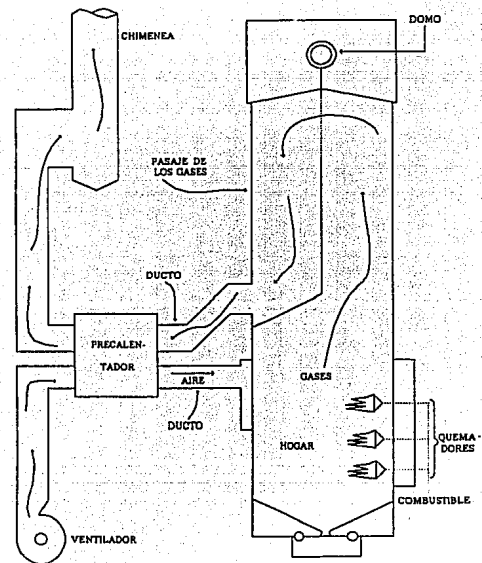 CHIMENEA
DOMO
PASAJE DE
LOS GASES
DUCTO
PRECALEN-
TADOR
AIRE
DUCTO
GASES
HOGAR
QUEMA-
DORES
COMBUSTIBLE
VENTILADOR